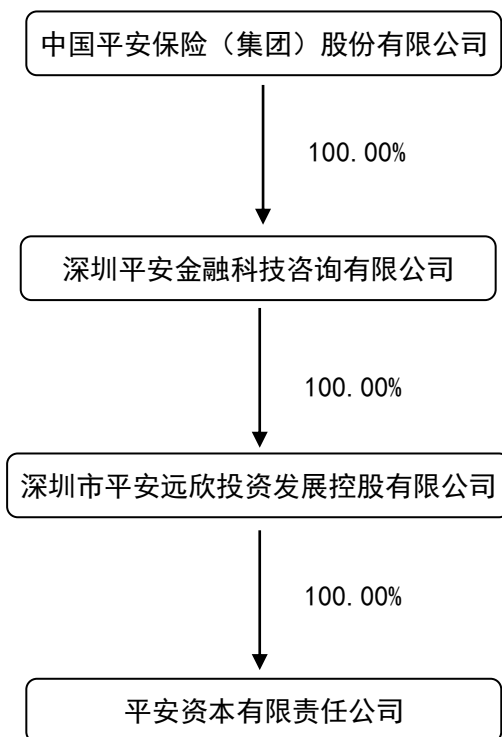 中国平安保险（集团）股份有限公司
100.00%
深圳平安金融科技咨询有限公司
100.00%
深圳市平安远欣投资发展控股有限公司
100.00%
平安资本有限责任公司